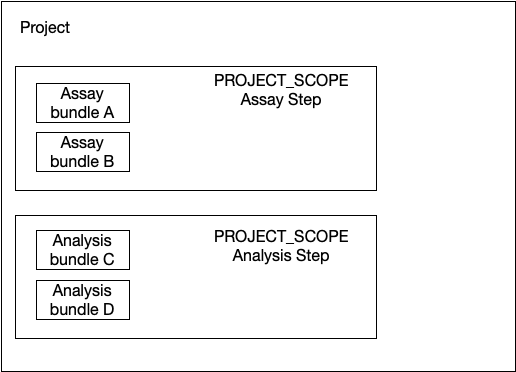 Project
PROJECT_SCOPE
Assay Step
Assay
bundle A
Assay
bundle B
PROJECT_SCOPE
Analysis Step
Analysis
bundle C
Analysis
bundle D